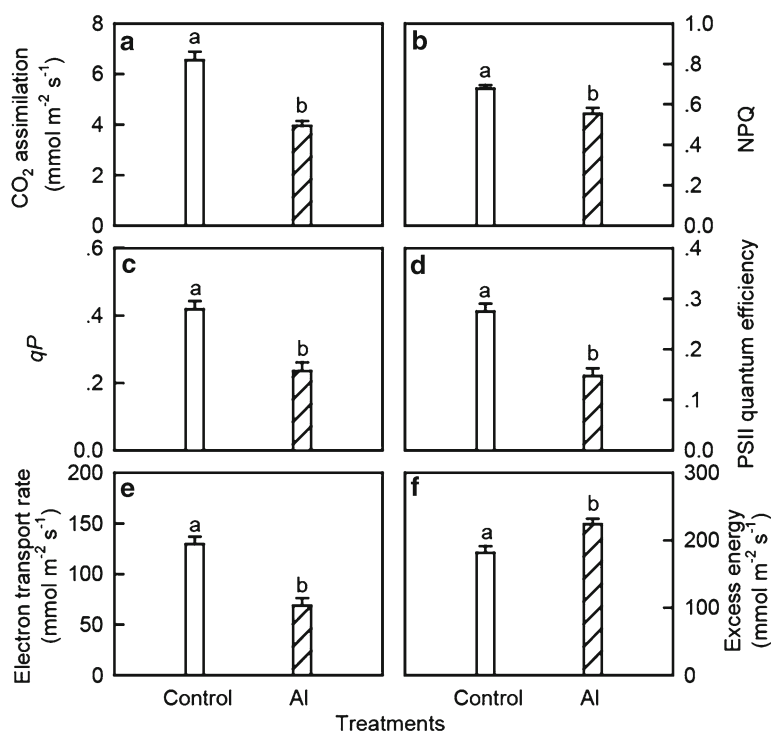 a
8
6
4
2
0
CO2 assimilation
(mmol m-2 s-1)
a
b
b
1.0
.8
.6
.4
.2
0.0
NPQ
a
b
c
.6
.4
.2
0.0
qP
a
b
d
.4
.3
.2
.1
0.0
PSII quantum efficiency
a
b
e
200
150
100
50
0
Electron transport rate
(mmol m-2 s-1)
a
b
f
300
200
100
0
Excess energy
(mmol m-2 s-1)
a
b
Control
Al
Control
Al
Treatments